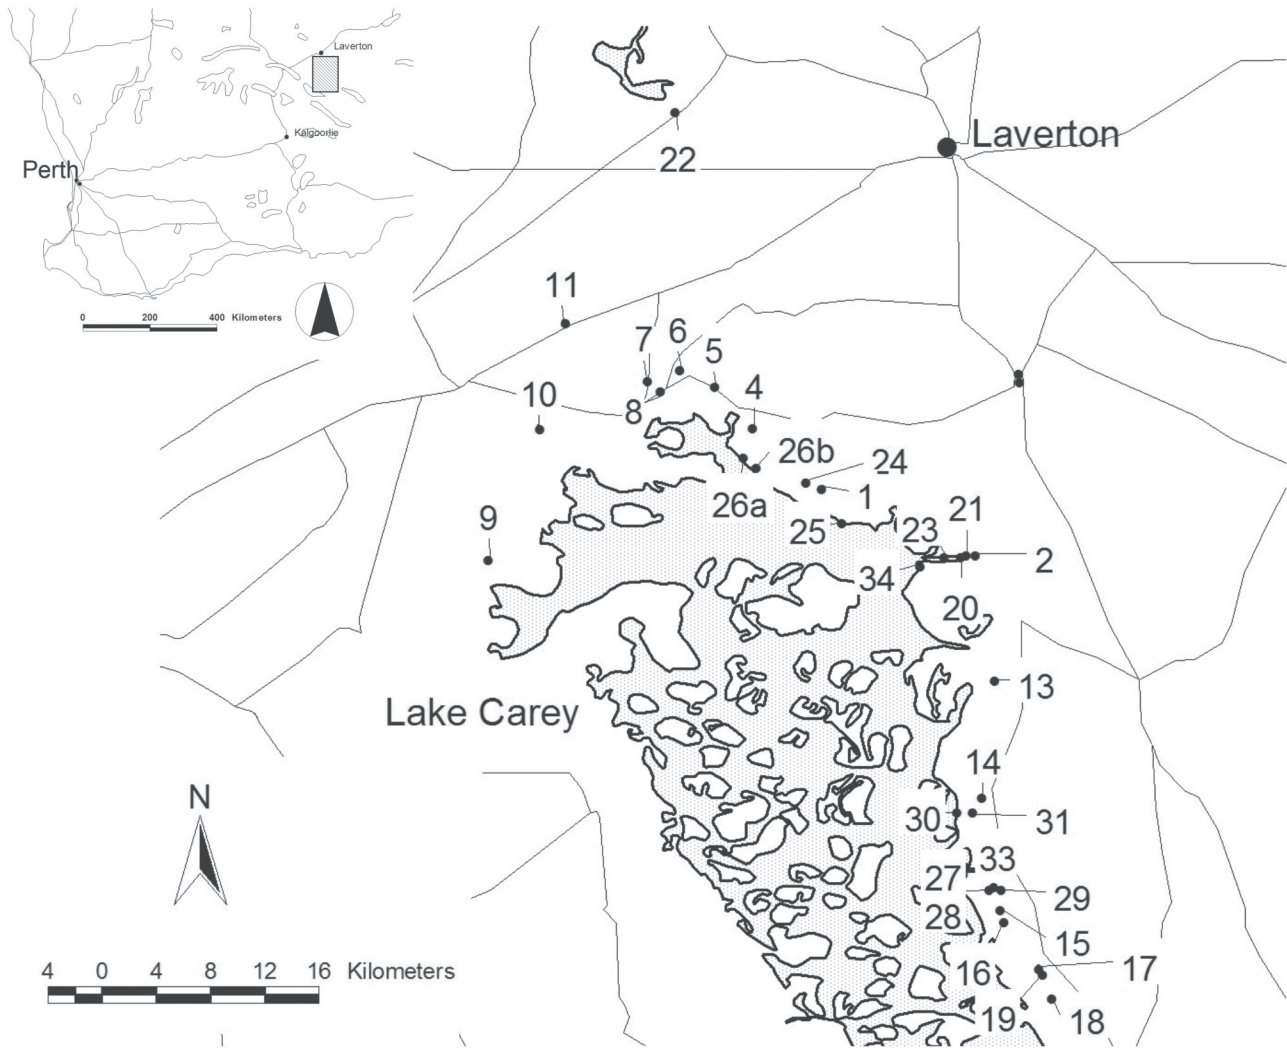 Laverton
Kalgoorlie
Perth
0 200 400 Kilometers
Laverton
22
11
7 6 5
10 8 4
26b 24
26a 1
9 25 23 21
34 2
20
13
Lake Carey
14
N
30 31
33
27 29
28
15
4 0 4 8 12 16 Kilometers
16 17
19 18